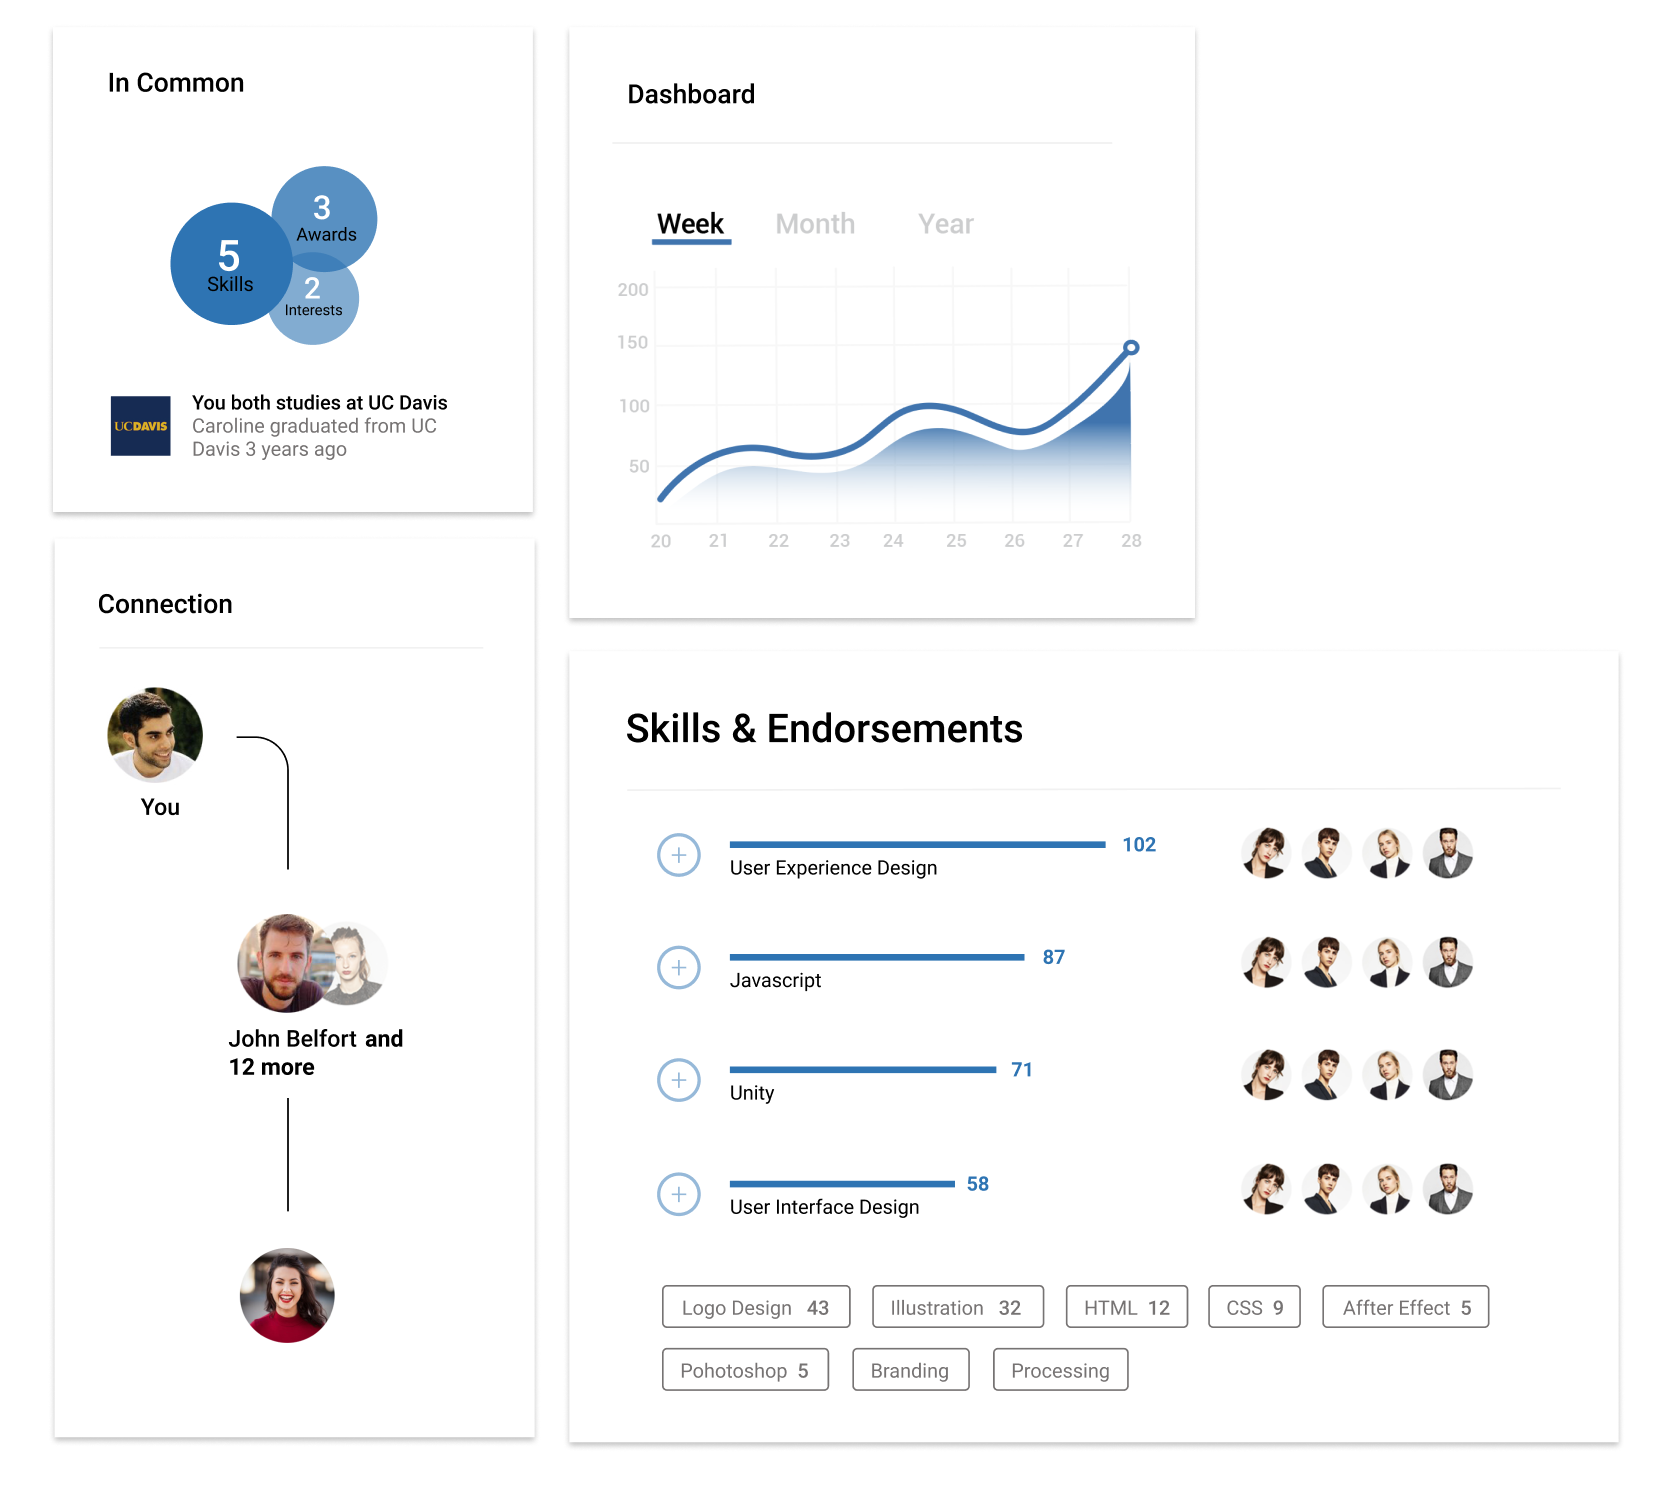 In Common
3
Awards
5
Skills
2
Interests
UCDAVIS
You both studies at UC Davis
Caroline graduated from UC
Davis 3 years ago
Dashboard
Week Month Year
200
150
100
50
20 21 22 23 24 25 26 27 28
Connection
You
John Belfort and
12 more
Skills & Endorsements
102
User Experience Design
87
Javascript
71
Unity
58
User Interface Design
Logo Design 43 Illustration 32 HTML 12 CSS 9 Affter Effect 5
Pohotoshop 5 Branding Processing